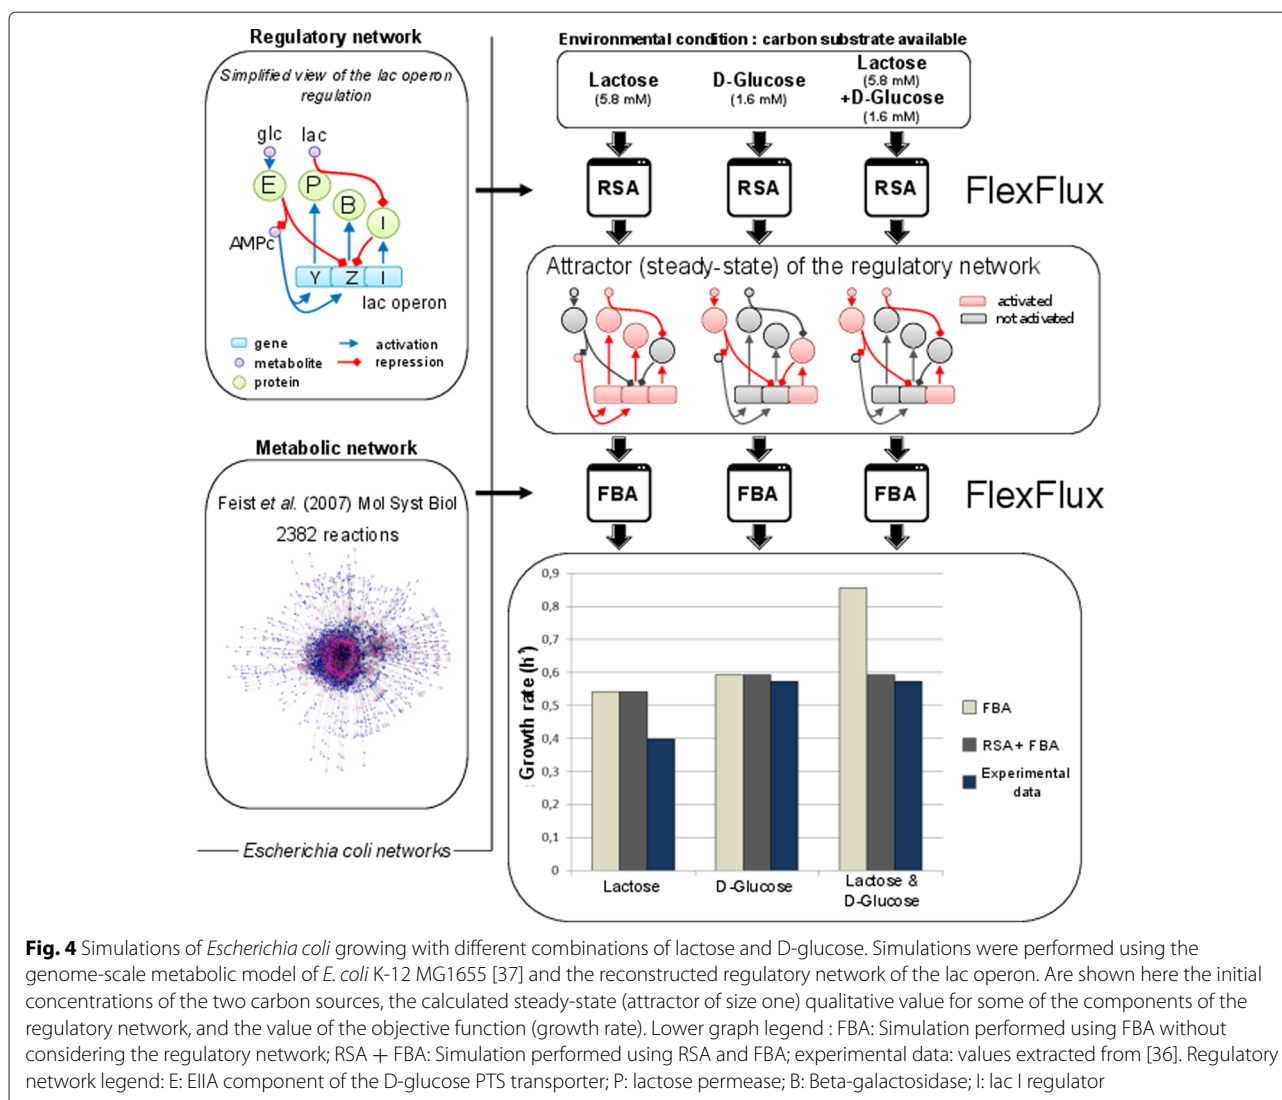 Regulatory network
Simplified view of the lac operon
regulation
glc lac
E P B I
AMPc
Y Z I
lac operon
gene
metabolite
protein
activation
repression
Metabolic network
Feist et al. (2007) Mol Syst Biol
2382 reactions
Escherichia coli networks
Environmental condition : carbon substrate available
Lactose
(5.8 mM)
D-Glucose
(1.6 mM)
Lactose
(5.8 mM)
+D-Glucose
(1.6 mM)
RSA RSA RSA FlexFlux
Attractor (steady-state) of the regulatory network
activated
not activated
FBA FBA FBA FlexFlux
Growth rate (h⁻¹)
0,9
0,8
0,7
0,6
0,5
0,4
0,3
0,2
0,1
0
Lactose
D-Glucose
Lactose &
D-Glucose
FBA
RSA + FBA
Experimental
data
Fig. 4 Simulations of Escherichia coli growing with different combinations of lactose and D-glucose. Simulations were performed using the
genome-scale metabolic model of E. coli K-12 MG1655 [37] and the reconstructed regulatory network of the lac operon. Are shown here the initial
concentrations of the two carbon sources, the calculated steady-state (attractor of size one) qualitative value for some of the components of the
regulatory network, and the value of the objective function (growth rate). Lower graph legend : FBA: Simulation performed using FBA without
considering the regulatory network; RSA + FBA: Simulation performed using RSA and FBA; experimental data: values extracted from [36]. Regulatory
network legend: E: EIIA component of the D-glucose PTS transporter; P: lactose permease; B: Beta-galactosidase; I: lac I regulator